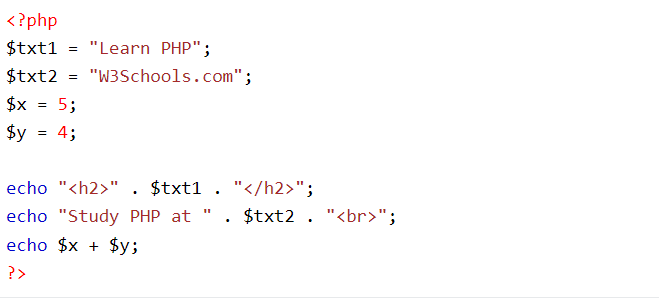 <?php
$txt1 = "Learn PHP";
$txt2 = "W3Schools.com";
$x = 5;
$y = 4;
echo "<h2>" . $txt1 . "</h2>";
echo "Study PHP at " . $txt2 . "<br>";
echo $x + $y;
?>